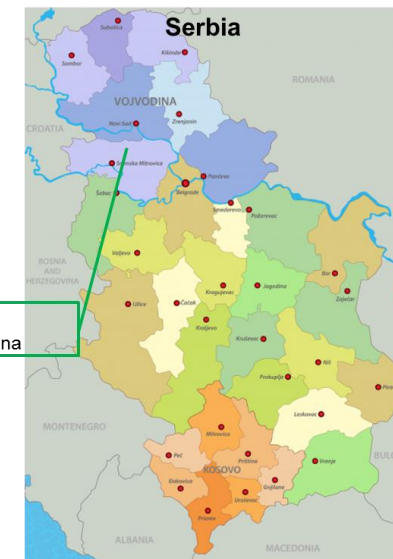 Serbia
Subotica
Kikinda
Sombor
ROMANIA
VOJVODINA
Zrenjanin
Novi Sad
CROATIA
Sremska Mitrovica
Pančevo
Belgrade
Šabac
Smederevo
Požarevac
BOSNIA
AND
HERZEGOVINA
Valjevo
Bor
Kragujevac
Jagodina
Zaječar
Užice
Čačak
na
Kraljevo
Kruševac
Niš
Prokuplje
Pirot
Leskovac
MONTENEGRO
Mitrovica
Peć
Priština
Vranje
BUL
KOSOVO
Đakovica
Gnjilane
Uroševac
Prizren
ALBANIA
MACEDONIA